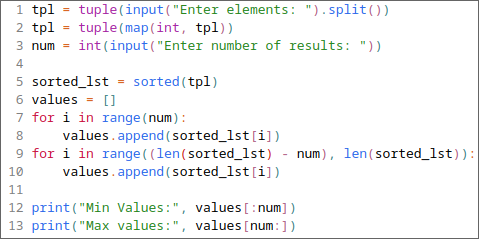 1 tpl = tuple(input("Enter elements: ").split())
2 tpl = tuple(map(int, tpl))
3 num = int(input("Enter number of results: "))
4
5 sorted_lst = sorted(tpl)
6 values = []
7 for i in range(num):
8     values.append(sorted_lst[i])
9 for i in range((len(sorted_lst) - num), len(sorted_lst)):
10     values.append(sorted_lst[i])
11
12 print("Min Values:", values[:num])
13 print("Max values:", values[num:])